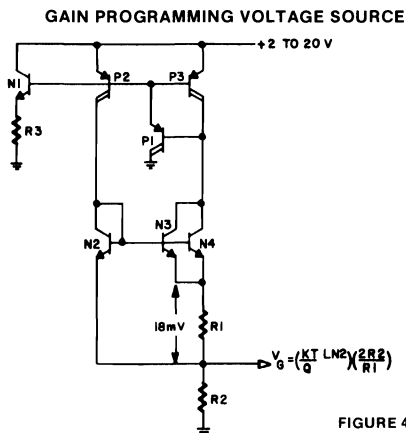 GAIN PROGRAMMING VOLTAGE SOURCE
+2 TO 20 V
N1
P2
P3
R3
P1
N2
N3
N4
18mV
R1
V_G = (KT/Q LN2)(2R2/R1)
R2
FIGURE 4